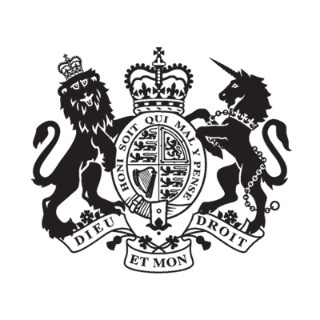 HONI SOIT QUI MAL Y PENSE
DIEU ET MON DROIT